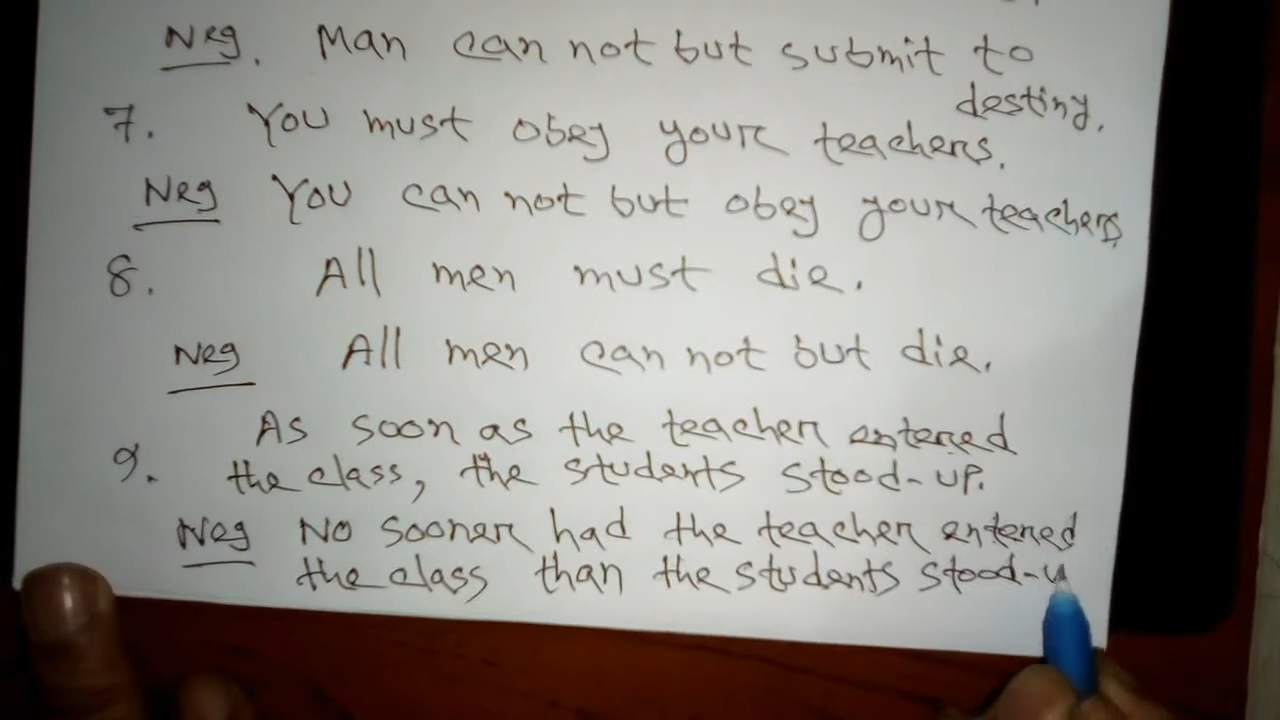 Neg. Man can not but submit to
destiny.
7. You must obey your teachers.
Neg You can not but obey your teachers
8. All men must die.
Neg All men can not but die.
As soon as the teacher entered
9. the class, the students stood-up.
Neg No sooner had the teacher entered
the class than the students stood-u